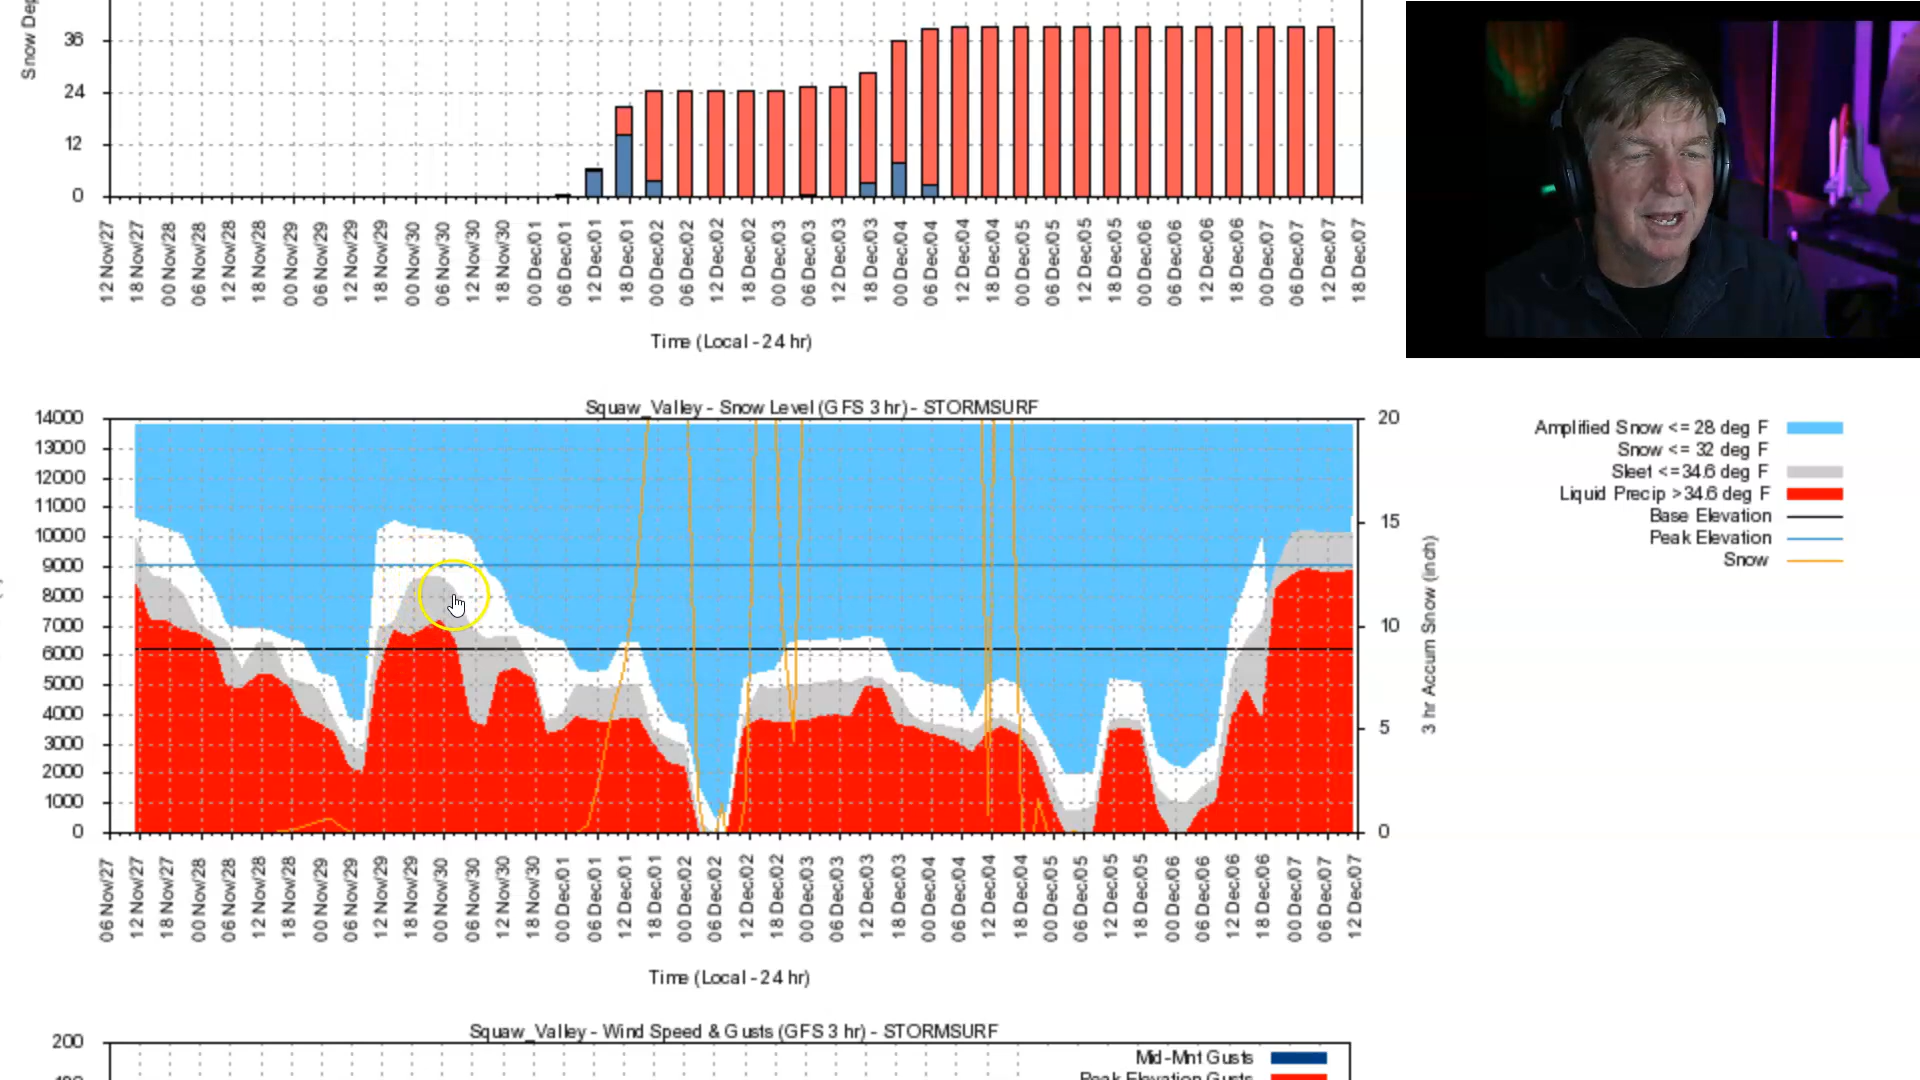 Snow Dep
36
24
12
0
12 Nov/27 18 Nov/27 00 Nov/28 06 Nov/28 12 Nov/28 18 Nov/28 00 Nov/29 06 Nov/29 12 Nov/29 18 Nov/29 00 Nov/30 06 Nov/30 12 Nov/30 18 Nov/30 00 Dec/01 06 Dec/01 12 Dec/01 18 Dec/01 00 Dec/02 06 Dec/02 12 Dec/02 18 Dec/02 00 Dec/03 06 Dec/03 12 Dec/03 18 Dec/03 00 Dec/04 06 Dec/04 12 Dec/04 18 Dec/04 00 Dec/05 06 Dec/05 12 Dec/05 18 Dec/05 00 Dec/06 06 Dec/06 12 Dec/06 18 Dec/06 00 Dec/07 06 Dec/07 12 Dec/07 18 Dec/07
Time (Local - 24 hr)
Squaw_Valley - Snow Level (GFS 3 hr) - STORMSURF
14000
13000
12000
11000
10000
9000
8000
7000
6000
5000
4000
3000
2000
1000
0
20
15
10
5
0
3 hr Accum Snow (inch)
Amplified Snow <= 28 deg F
Snow <= 32 deg F
Sleet <=34.6 deg F
Liquid Precip >34.6 deg F
Base Elevation
Peak Elevation
Snow
06 Nov/27 12 Nov/27 18 Nov/27 00 Nov/28 06 Nov/28 12 Nov/28 18 Nov/28 00 Nov/29 06 Nov/29 12 Nov/29 18 Nov/29 00 Nov/30 06 Nov/30 12 Nov/30 18 Nov/30 00 Dec/01 06 Dec/01 12 Dec/01 18 Dec/01 00 Dec/02 06 Dec/02 12 Dec/02 18 Dec/02 00 Dec/03 06 Dec/03 12 Dec/03 18 Dec/03 00 Dec/04 06 Dec/04 12 Dec/04 18 Dec/04 00 Dec/05 06 Dec/05 12 Dec/05 18 Dec/05 00 Dec/06 06 Dec/06 12 Dec/06 18 Dec/06 00 Dec/07 06 Dec/07 12 Dec/07
Time (Local - 24 hr)
Squaw_Valley - Wind Speed & Gusts (GFS 3 hr) - STORMSURF
200
Mid-Mnt Gusts
Peak Elevation Gusts